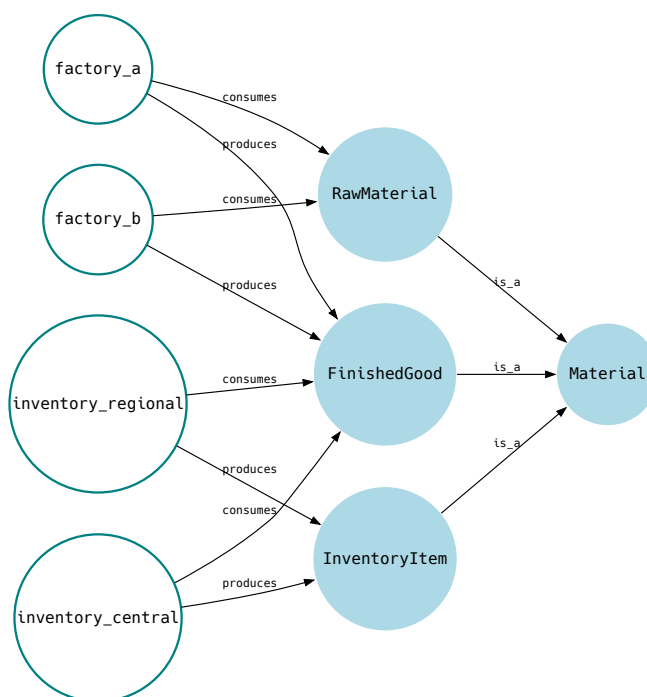 factory_a
consumes
produces
RawMaterial
factory_b
consumes
produces
is_a
inventory_regional
consumes
produces
FinishedGood
is_a
Material
is_a
consumes
InventoryItem
inventory_central
produces